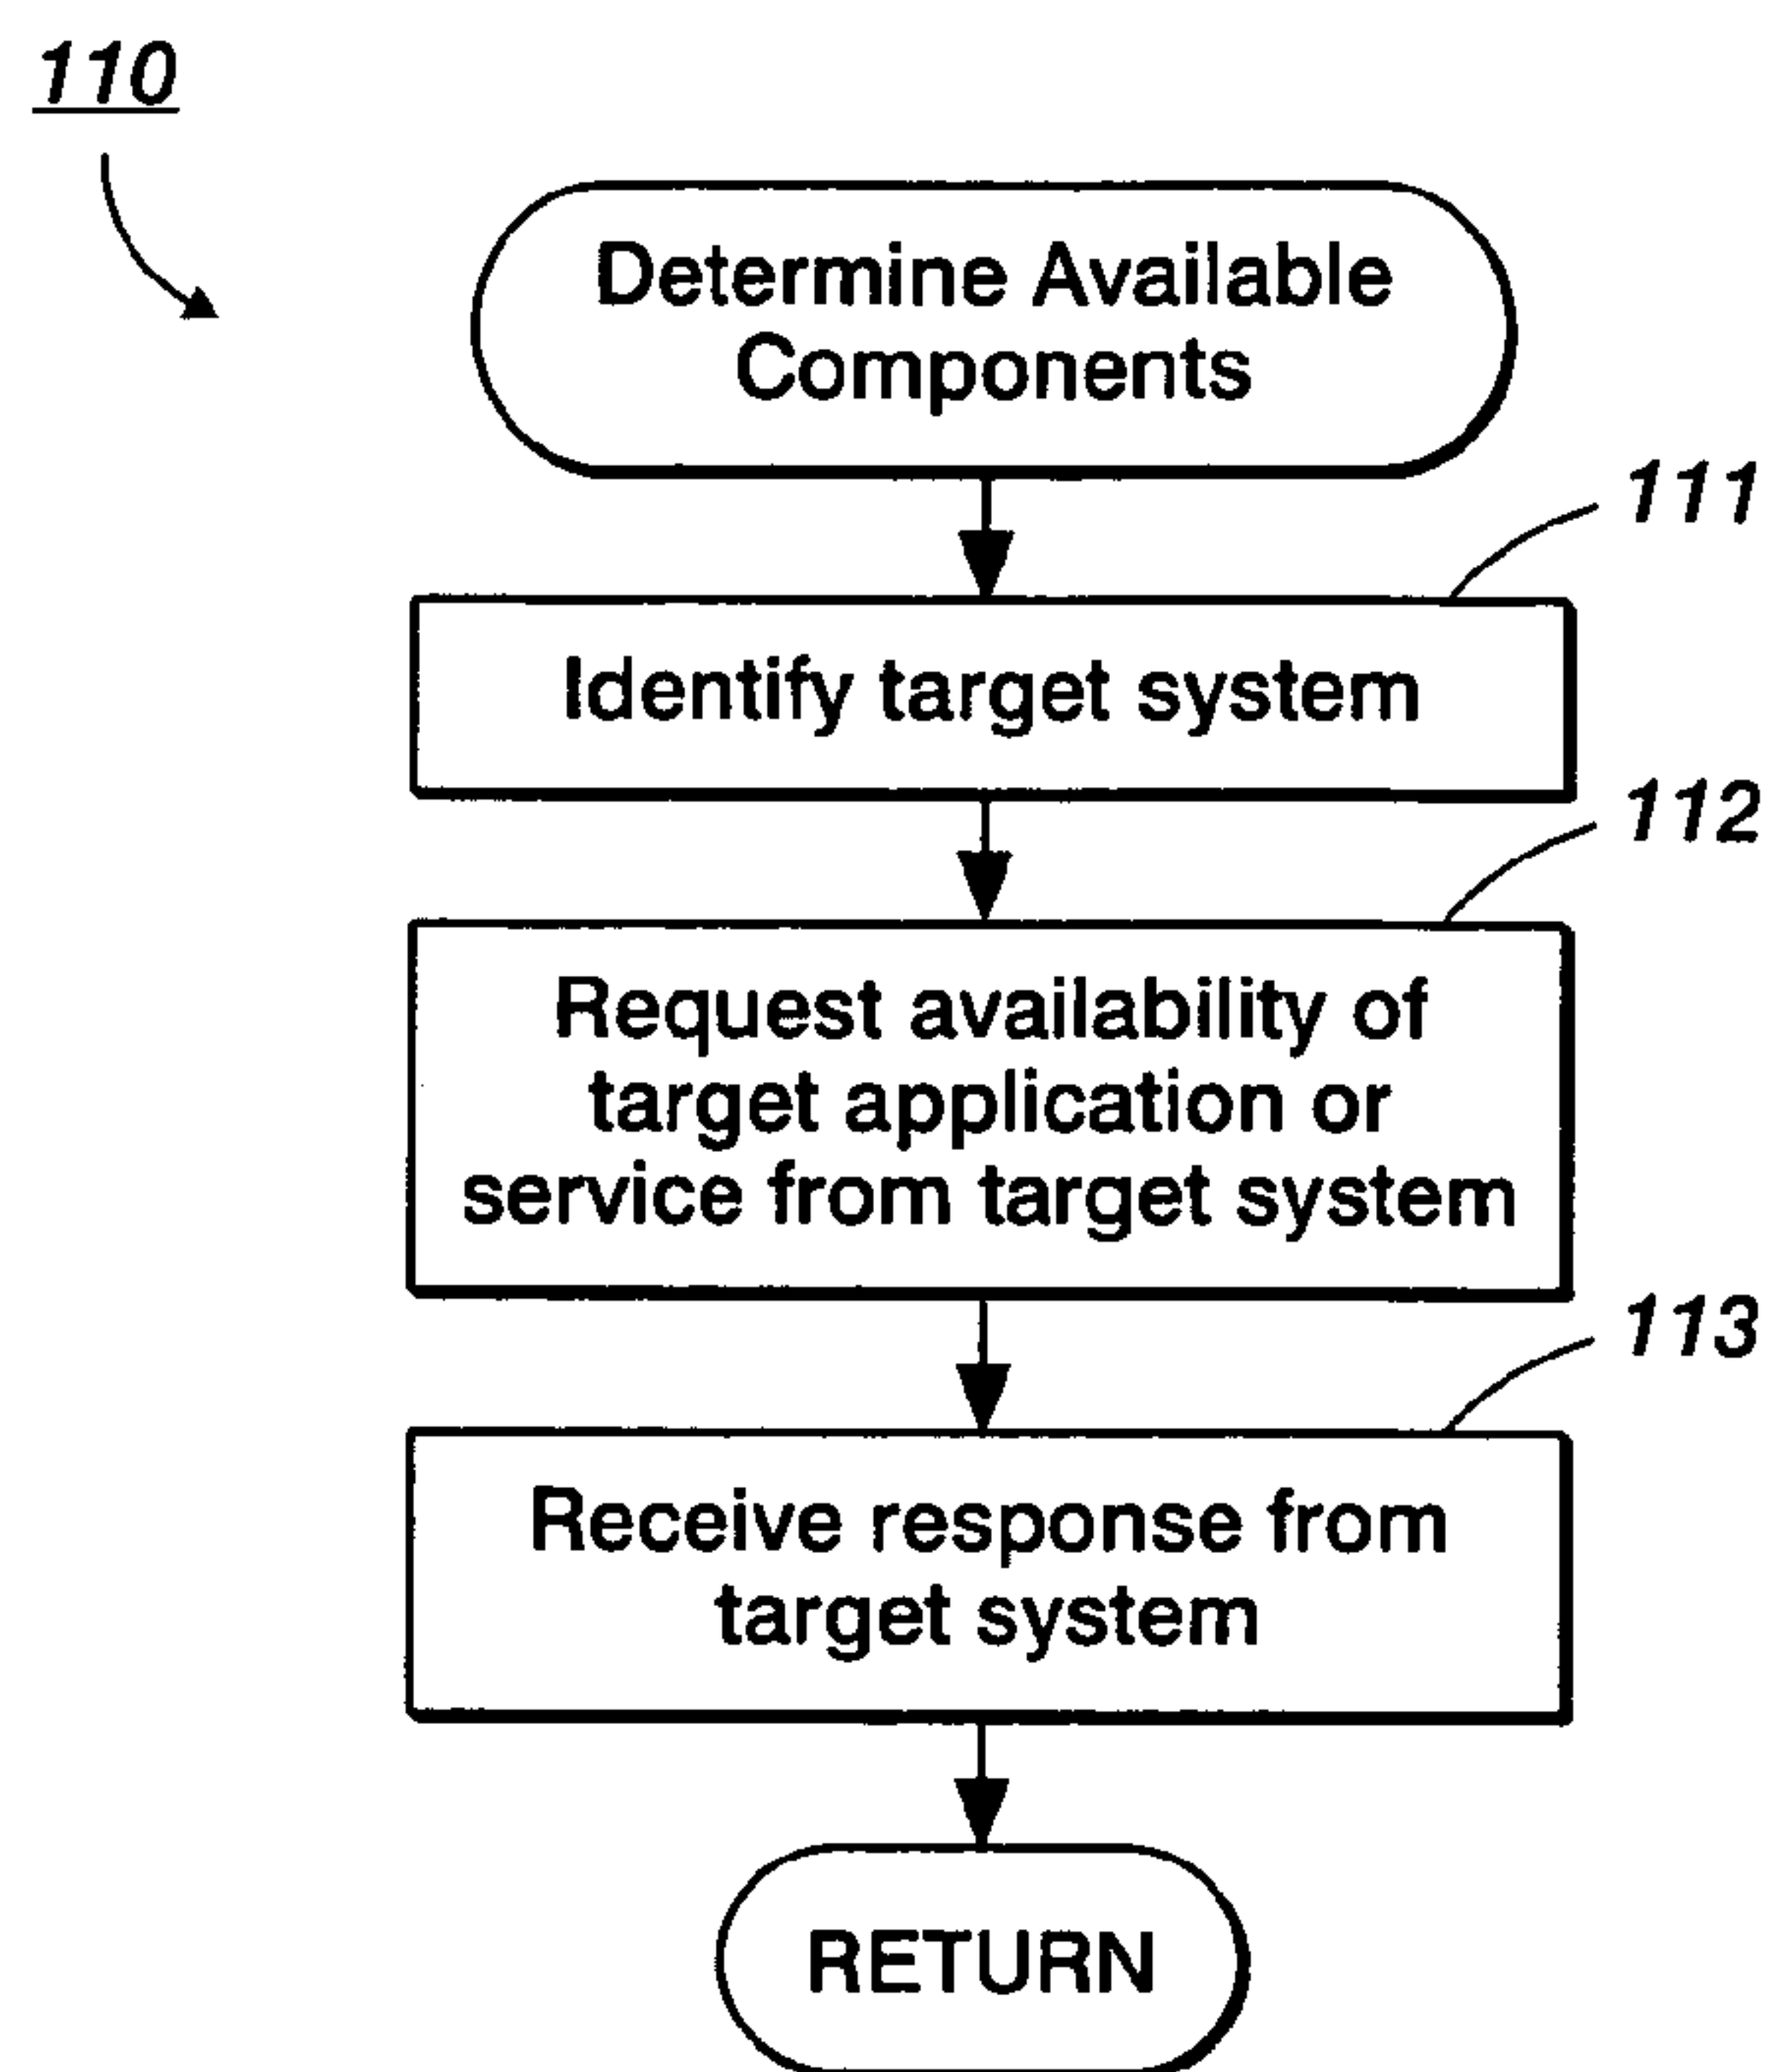 110
Determine Available
Components
111
Identify target system
112
Request availability of
target application or
service from target system
113
Receive response from
target system
RETURN